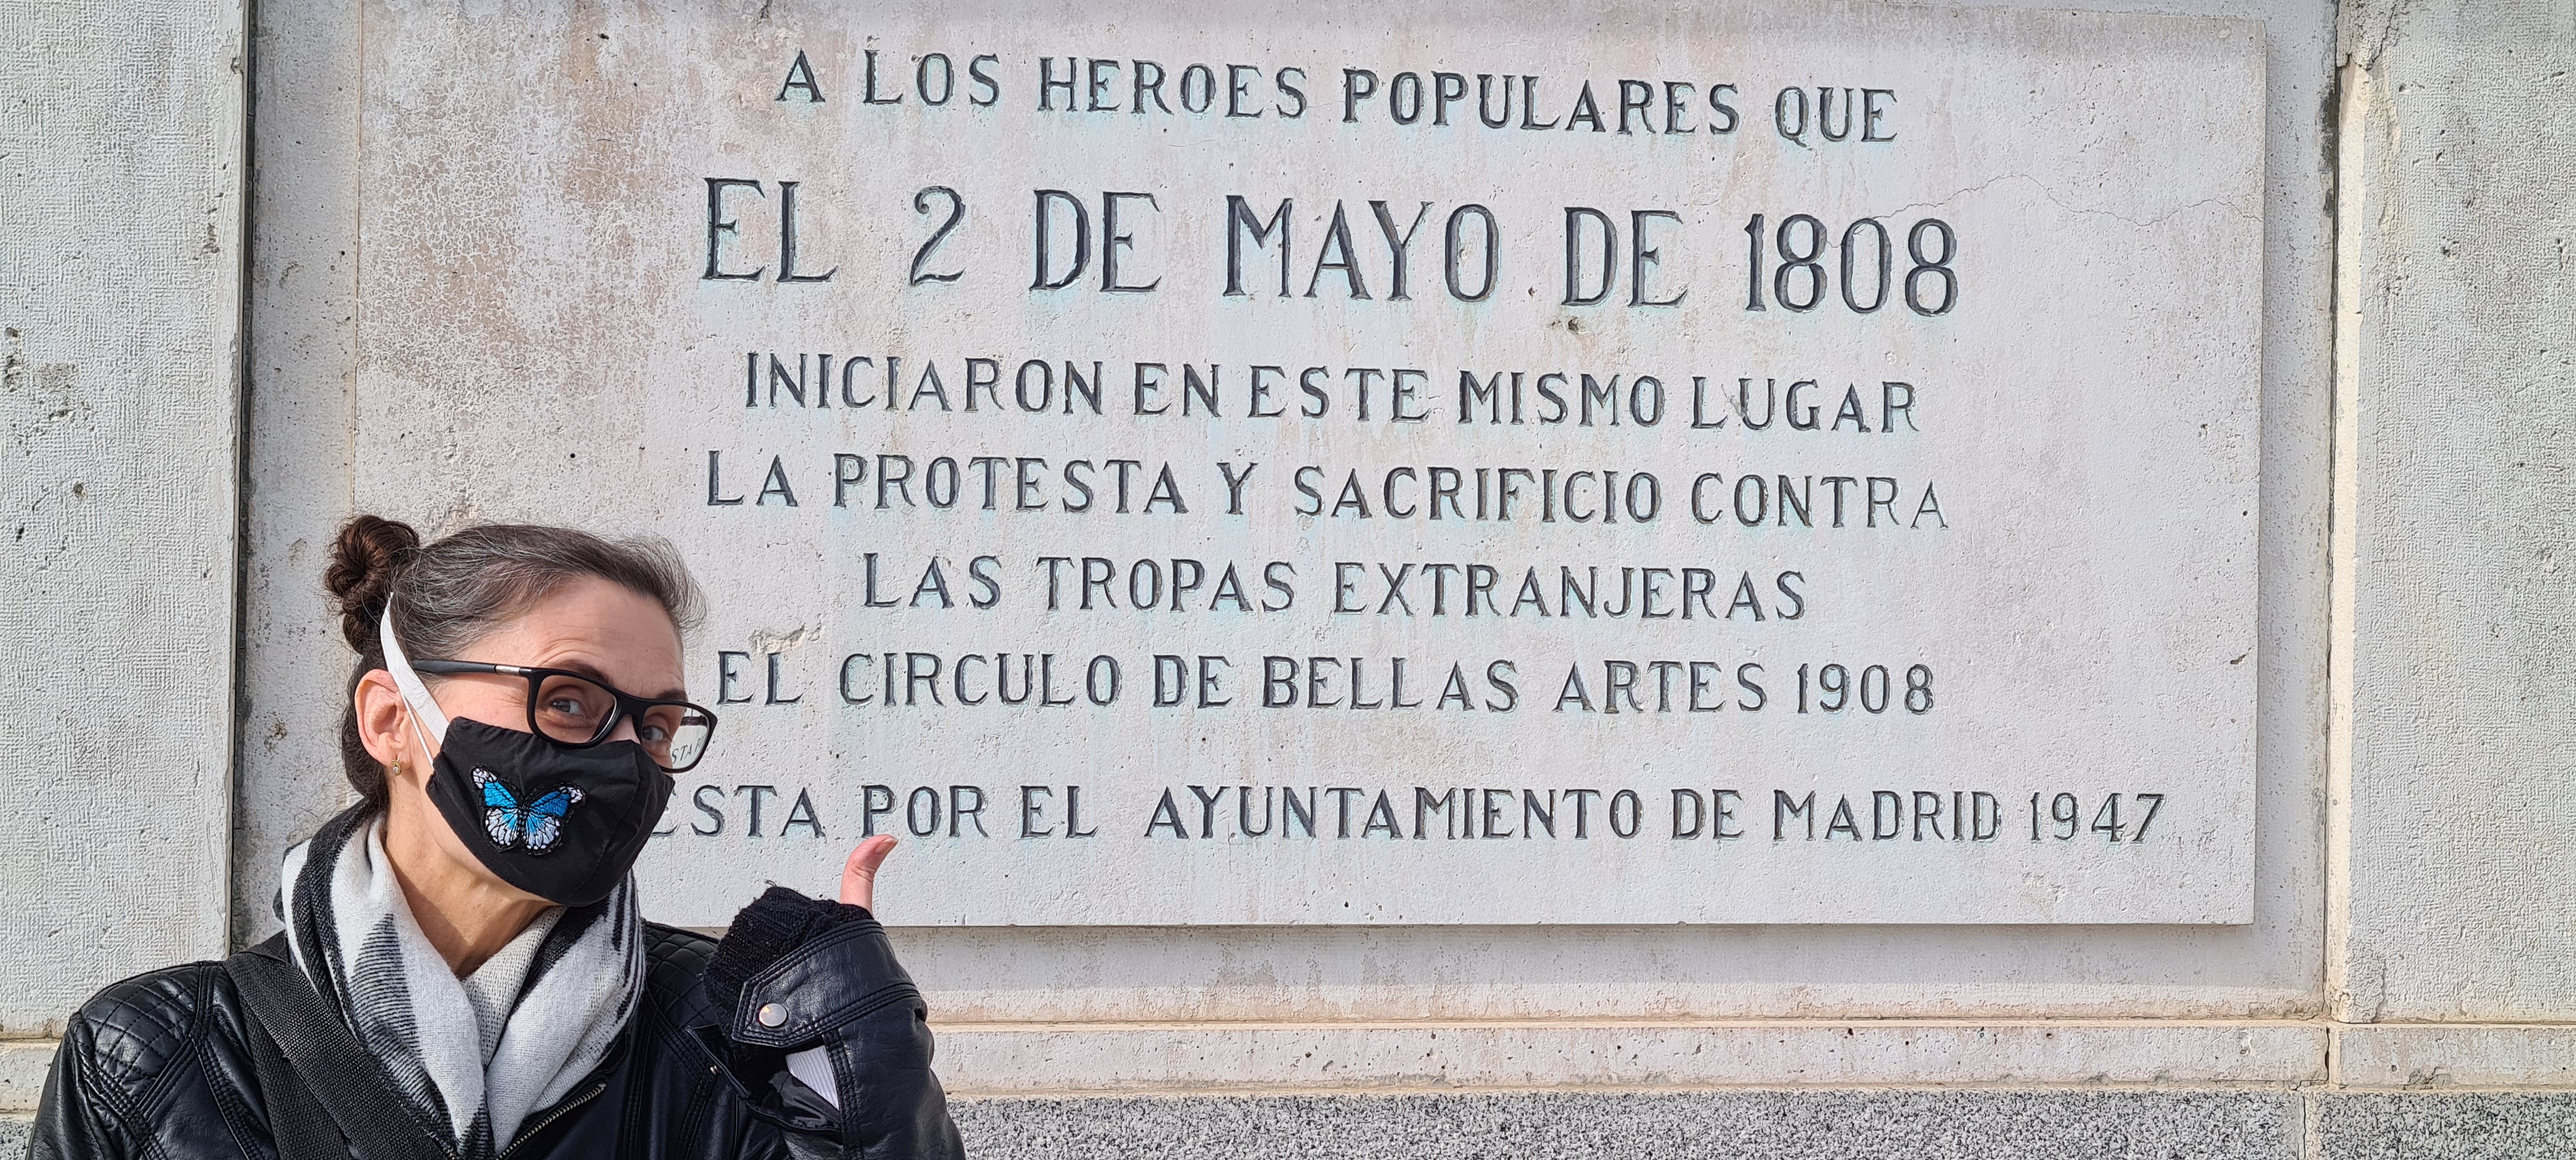 A LOS HEROES POPULARES QUE
EL 2 DE MAYO DE 1808
INICIARON EN ESTE MISMO LUGAR
LA PROTESTA Y SACRIFICIO CONTRA
LAS TROPAS EXTRANJERAS
EL CIRCULO DE BELLAS ARTES 1908
POR EL AYUNTAMIENTO DE MADRID 1947